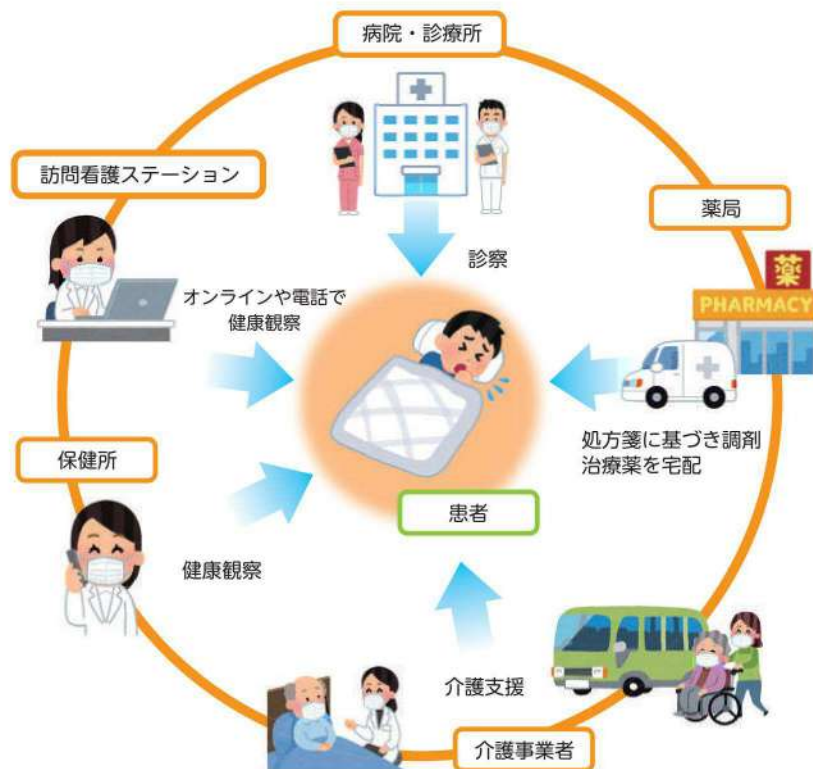 病院・診療所
訪問看護ステーション
薬局
診察
薬
PHARMACY
オンラインや電話で
健康観察
処方箋に基づき調剤
治療薬を宅配
保健所
患者
健康観察
介護支援
介護事業者